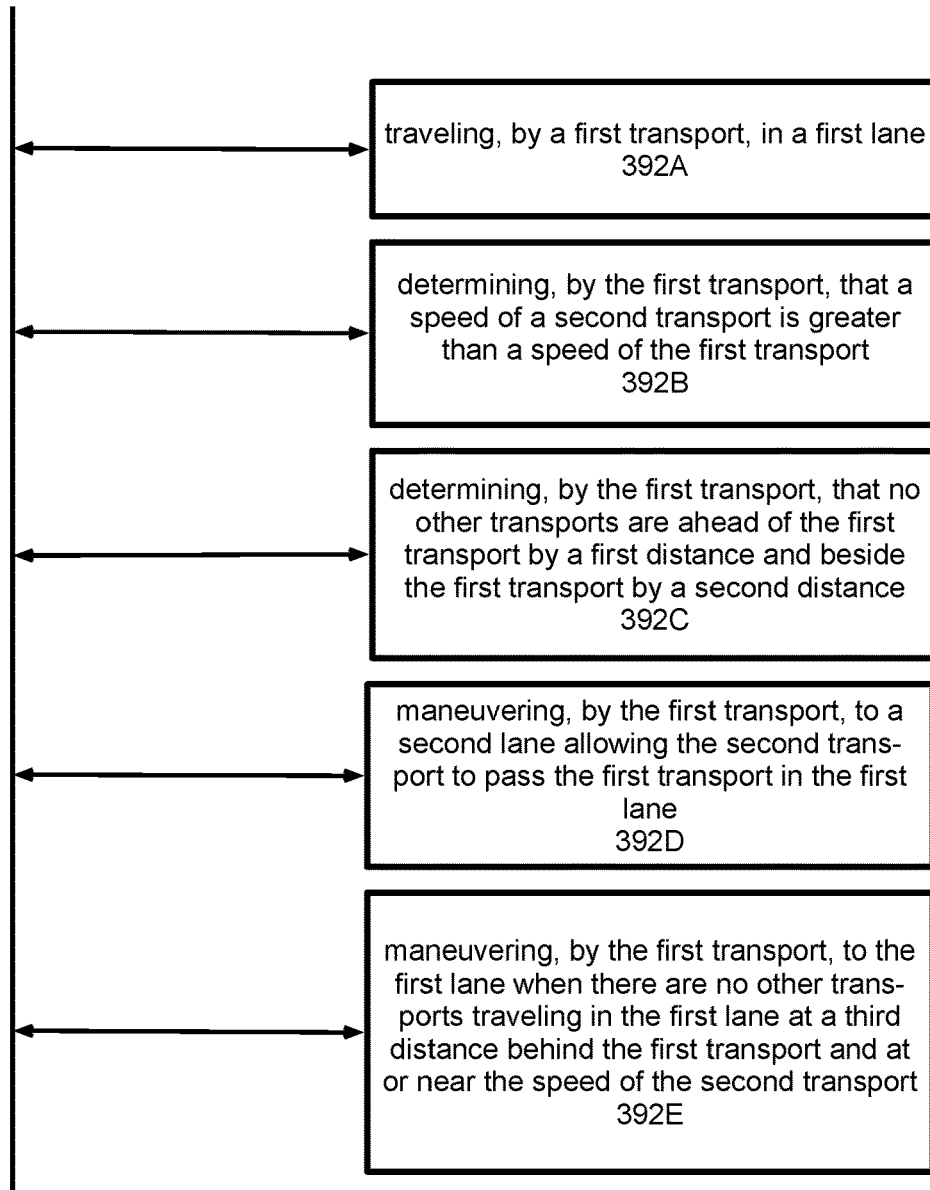 traveling, by a first transport, in a first lane
392A
determining, by the first transport, that a
speed of a second transport is greater
than a speed of the first transport
392B
determining, by the first transport, that no
other transports are ahead of the first
transport by a first distance and beside
the first transport by a second distance
392C
maneuvering, by the first transport, to a
second lane allowing the second trans-
port to pass the first transport in the first
lane
392D
maneuvering, by the first transport, to the
first lane when there are no other trans-
ports traveling in the first lane at a third
distance behind the first transport and at
or near the speed of the second transport
392E